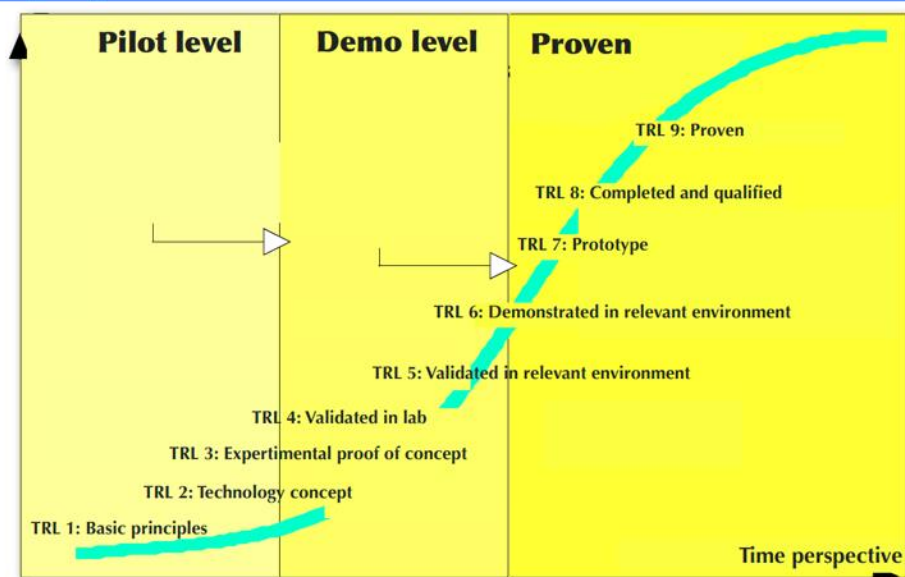 Pilot level
Demo level
Proven
TRL 9: Proven
TRL 8: Completed and qualified
TRL 7: Prototype
TRL 6: Demonstrated in relevant environment
TRL 5: Validated in relevant environment
TRL 4: Validated in lab
TRL 3: Expertimental proof of concept
TRL 2: Technology concept
TRL 1: Basic principles
Time perspective